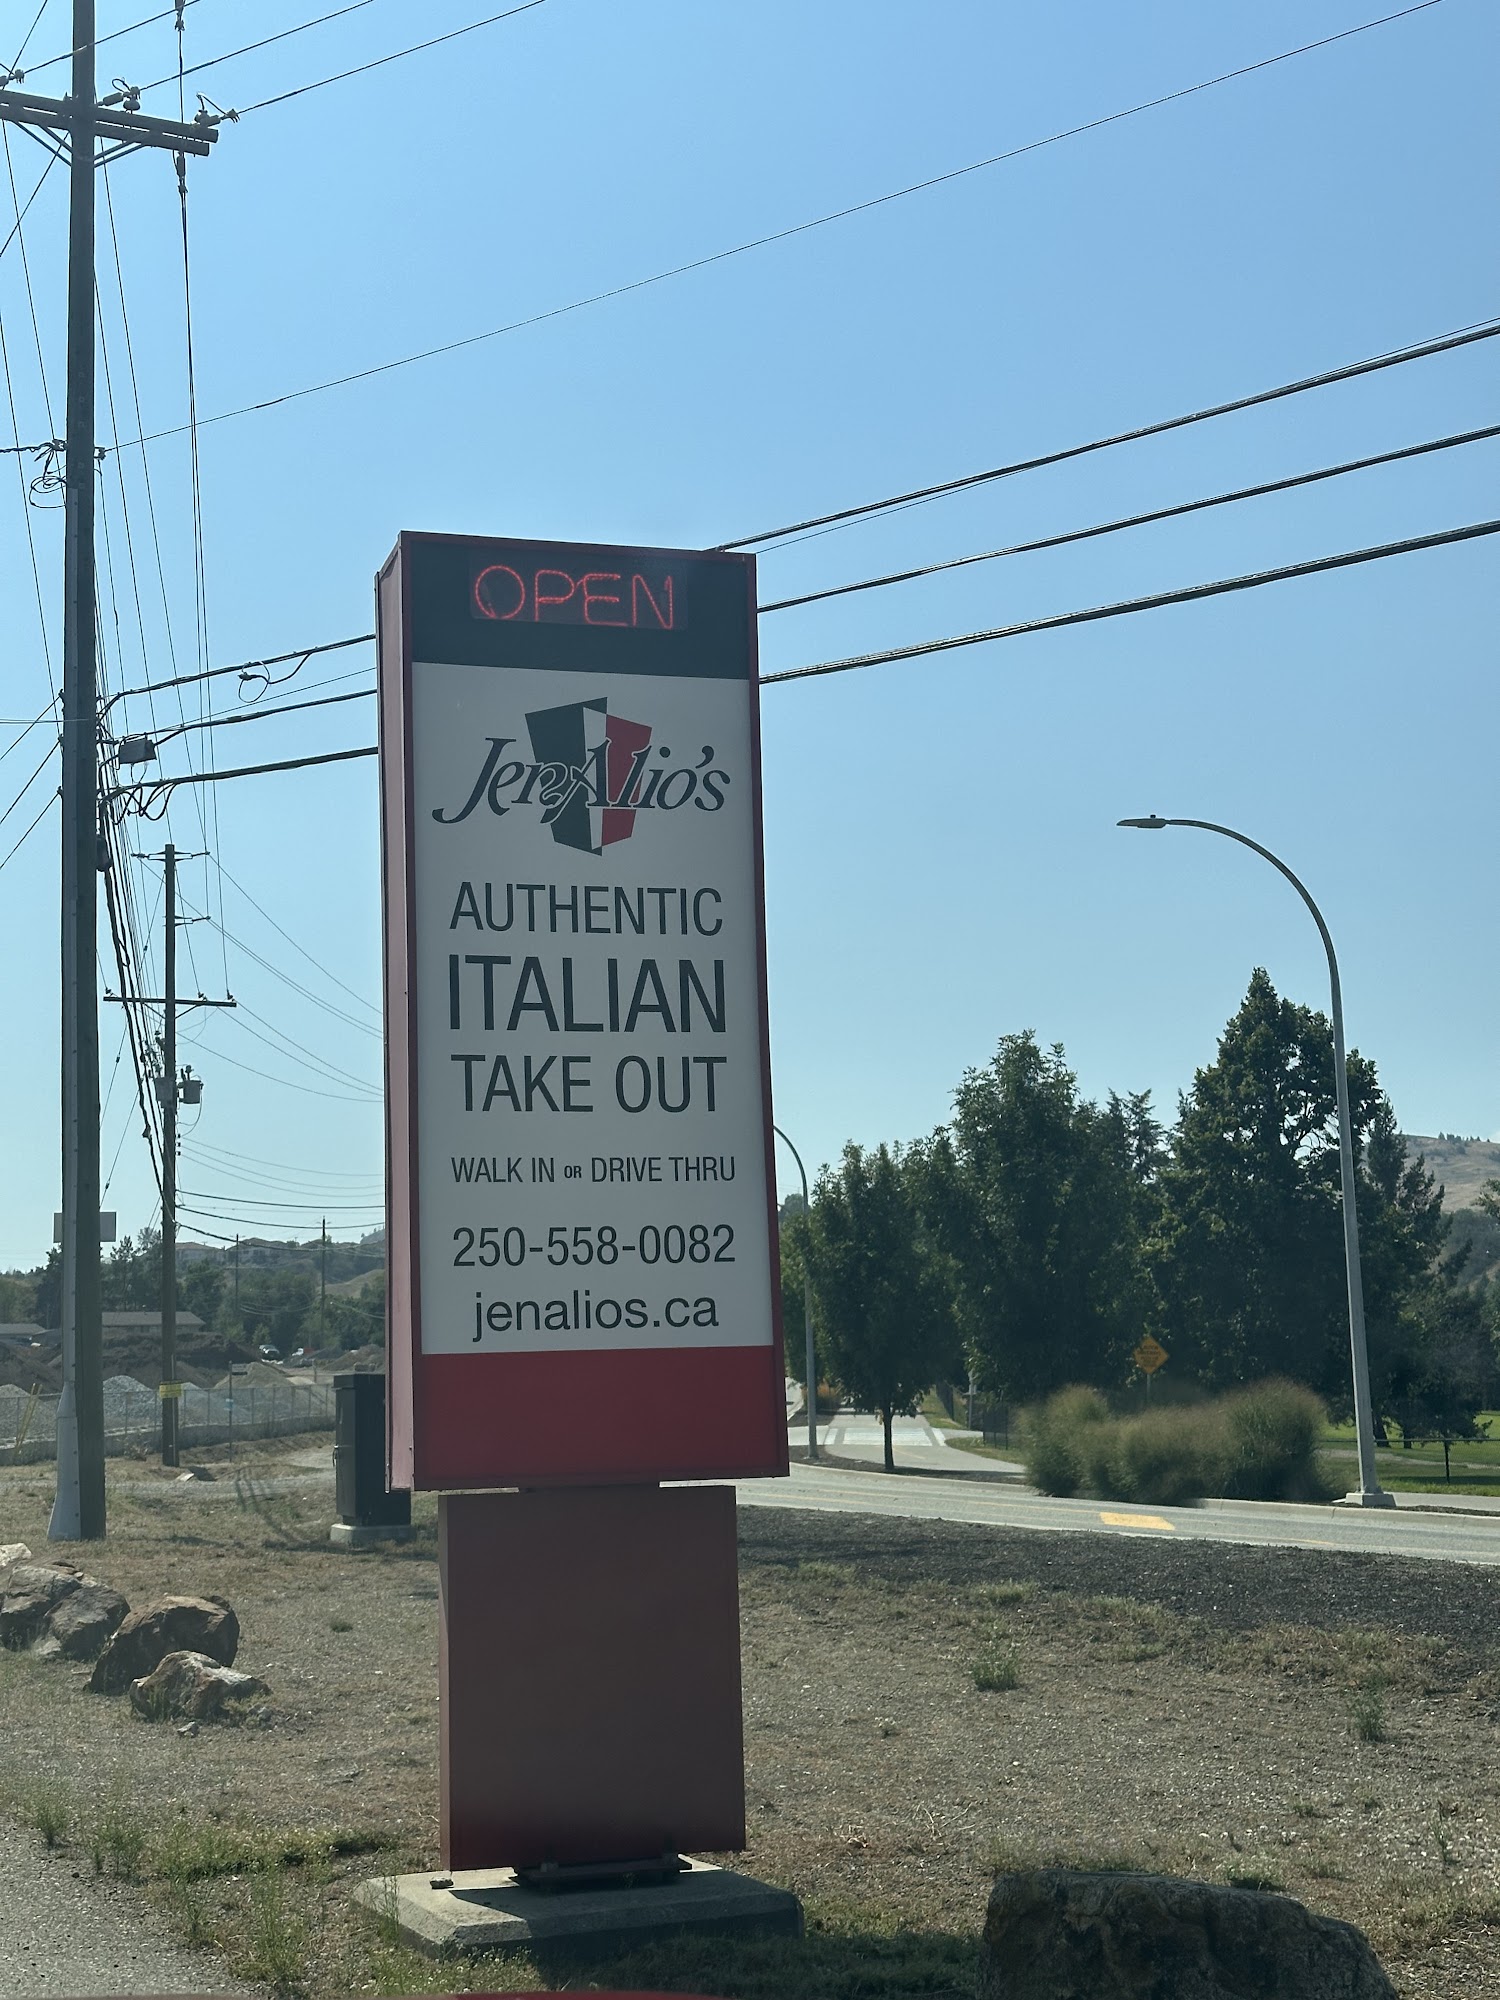 OPEN
JenAlio's
AUTHENTIC
ITALIAN
TAKE OUT
WALK IN OR DRIVE THRU
250-558-0082
jenalios.ca